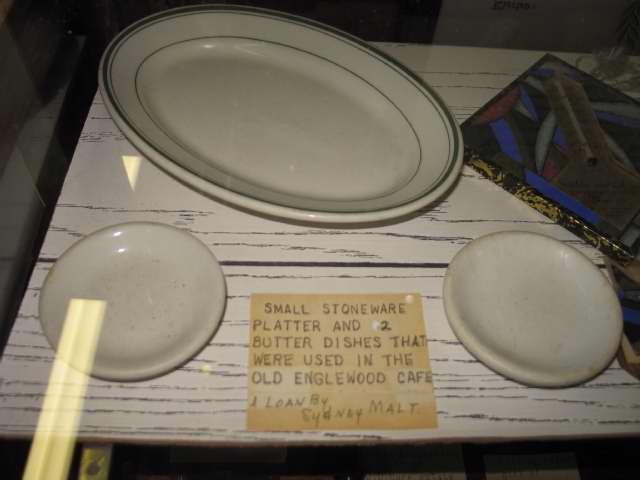 SMALL STONEWARE
PLATTER AND 2
BUTTER DISHES THAT
WERE USED IN THE
OLD ENGLEWOOD CAFE
A LOAN BY
SYDNEY MALT